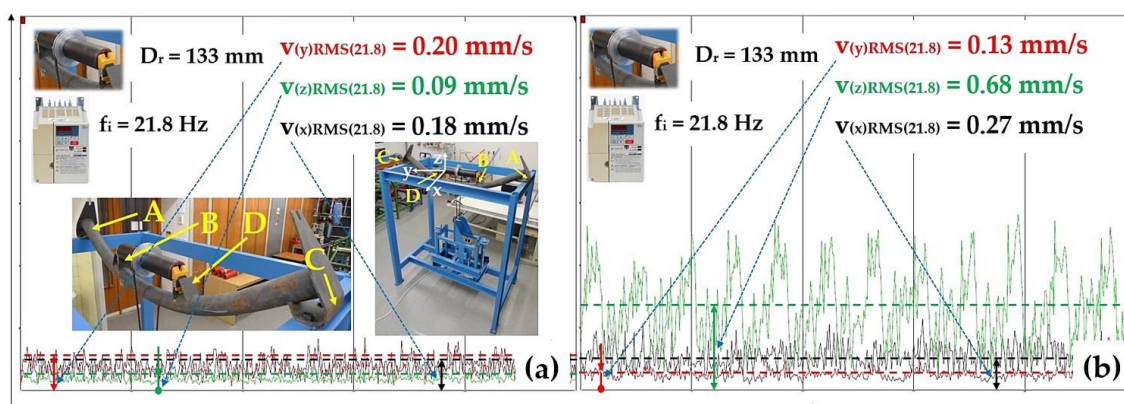 v(y)RMS(21.8) = 0.20 mm/s
Dr = 133 mm
v(z)RMS(21.8) = 0.09 mm/s
fi = 21.8 Hz
v(x)RMS(21.8) = 0.18 mm/s
A
B
D
C
C
z
B
A
y
D
x
(a)
v(y)RMS(21.8) = 0.13 mm/s
Dr = 133 mm
v(z)RMS(21.8) = 0.68 mm/s
fi = 21.8 Hz
v(x)RMS(21.8) = 0.27 mm/s
(b)